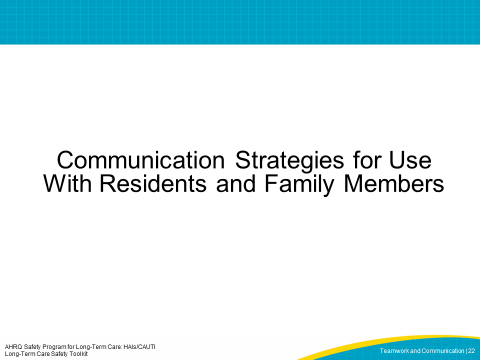 Communication Strategies for Use
With Residents and Family Members
AHRQ Safety Program for Long-Term Care: HAIs/CAUTI
Long-Term Care Safety Toolkit
Teamwork and Communication | 22